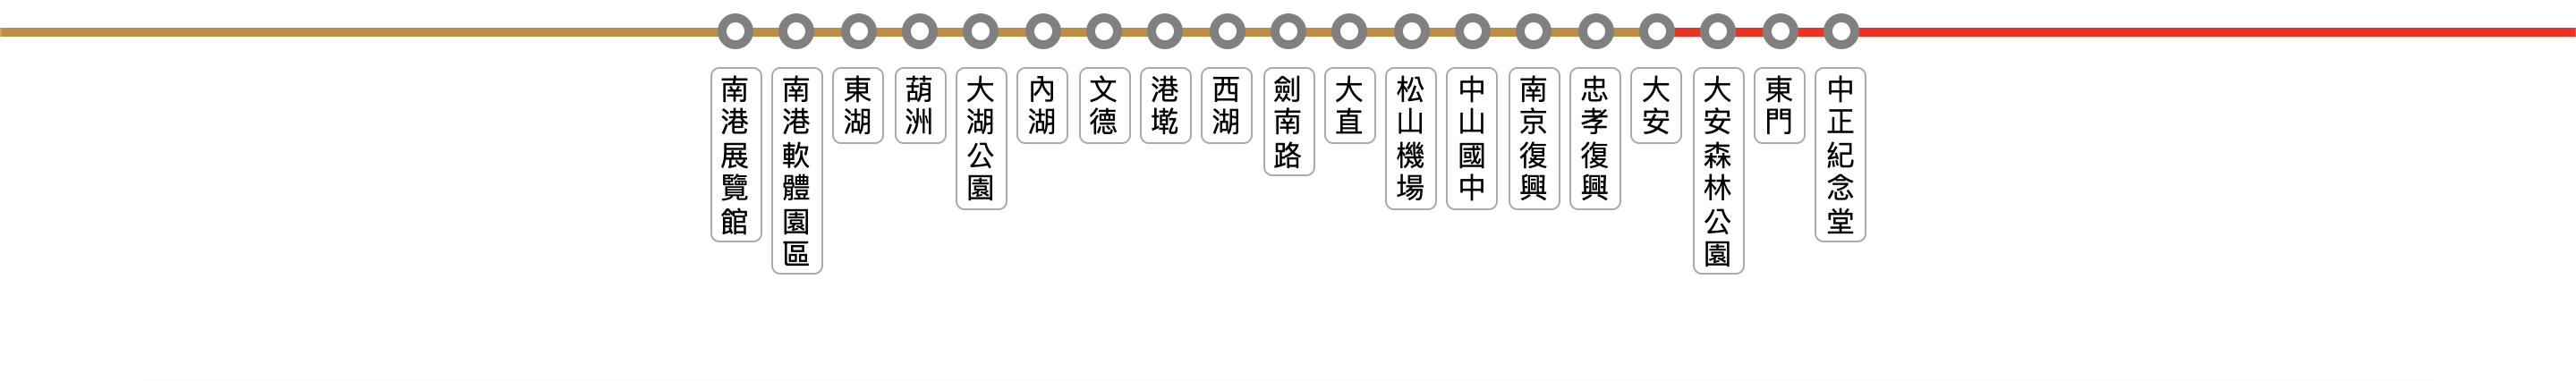 南港展覽館
南港軟體園區
東湖
葫洲
大湖公園
內湖
文德
港墘
西湖
劍南路
大直
松山機場
中山國中
南京復興
忠孝復興
大安
大安森林公園
東門
中正紀念堂